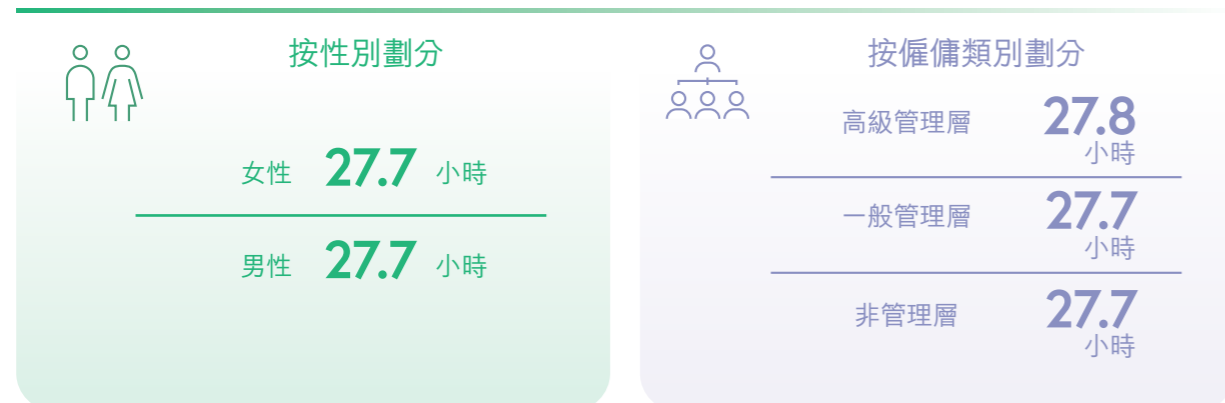 按性別劃分
女性 27.7 小時
男性 27.7 小時
按僱傭類別劃分
高級管理層 27.8
小時
一般管理層 27.7
小時
非管理層 27.7
小時